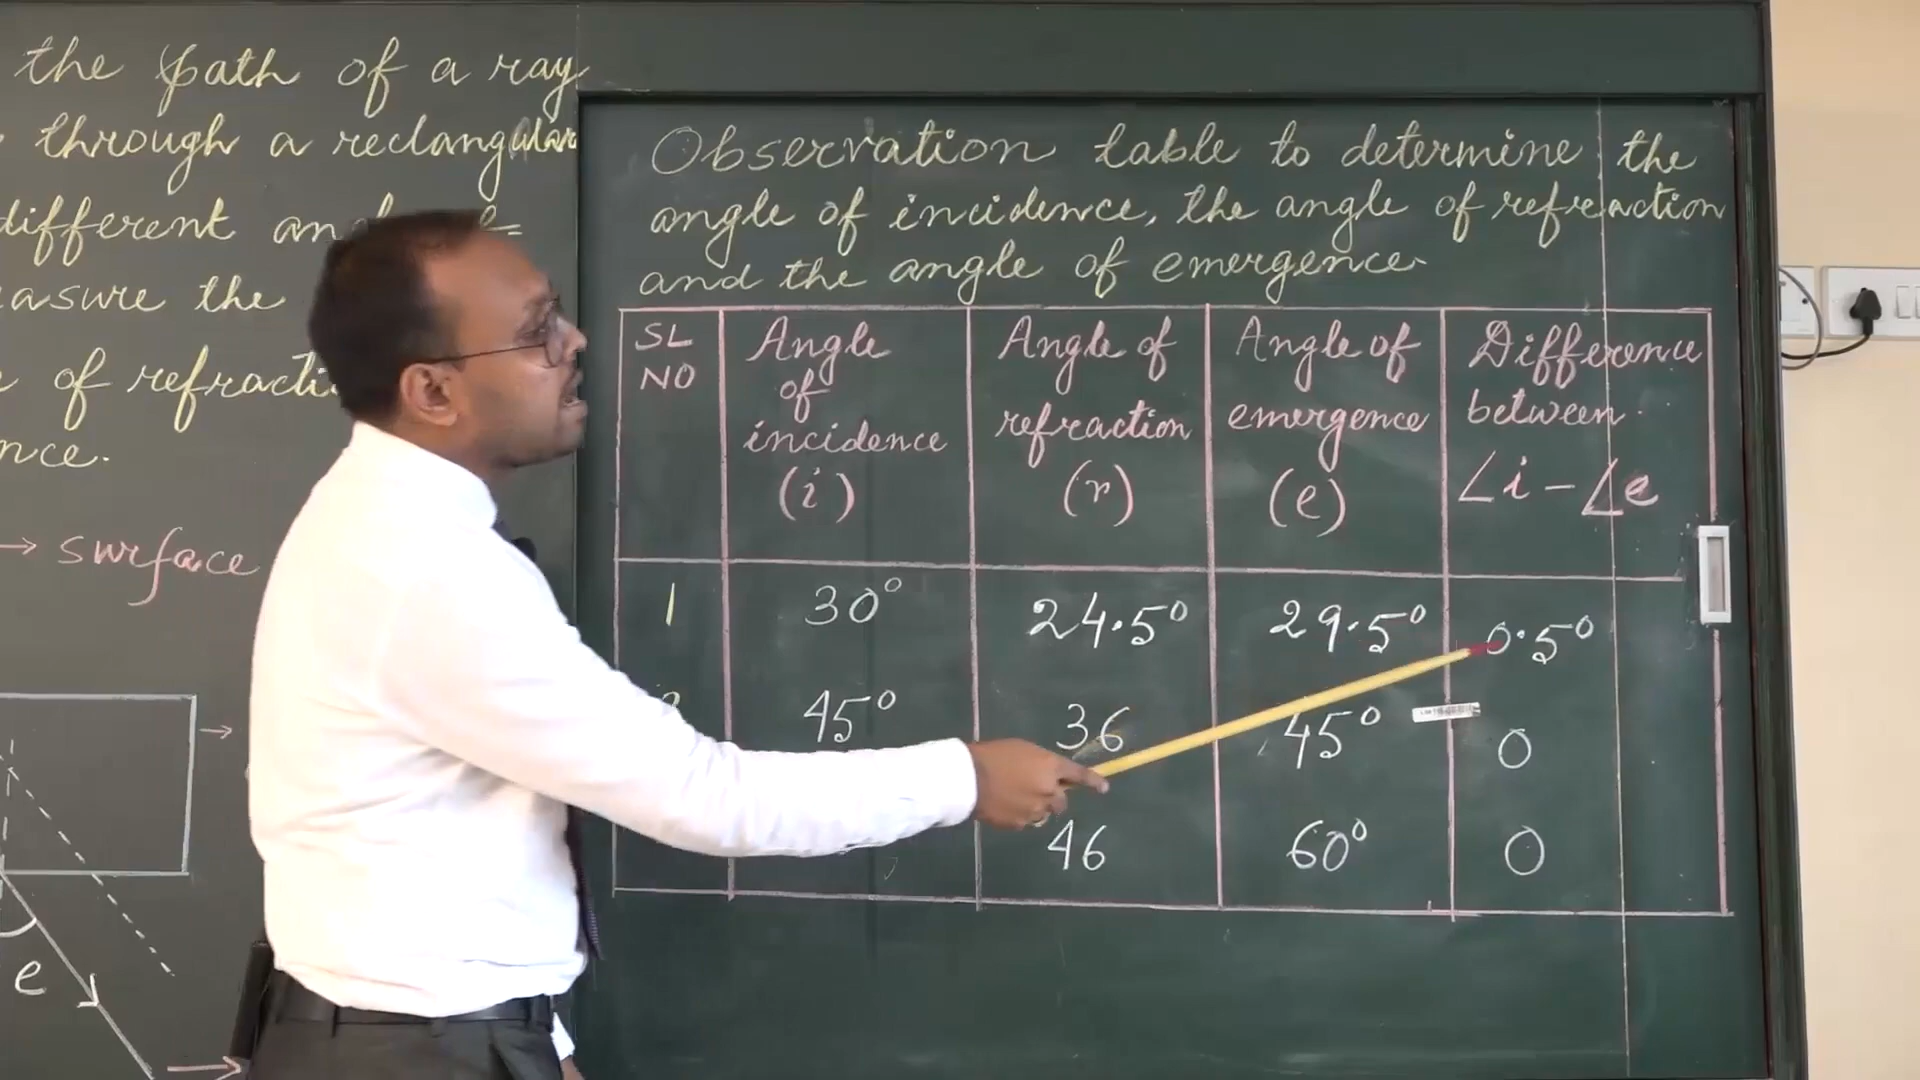 the path of a ray
through a rectangular
different
the
of refracti
nce.
→ surface
e
Observation table to determine the
angle of incidence, the angle of refraction
and the angle of emergence.
SL NO | Angle of incidence (i) | Angle of refraction (r) | Angle of emergence (e) | Difference between ∠i - ∠e
1 | 30° | 24.5° | 29.5° | 0.5°
45° | 36 | 45° | 0
46 | 60° | 0